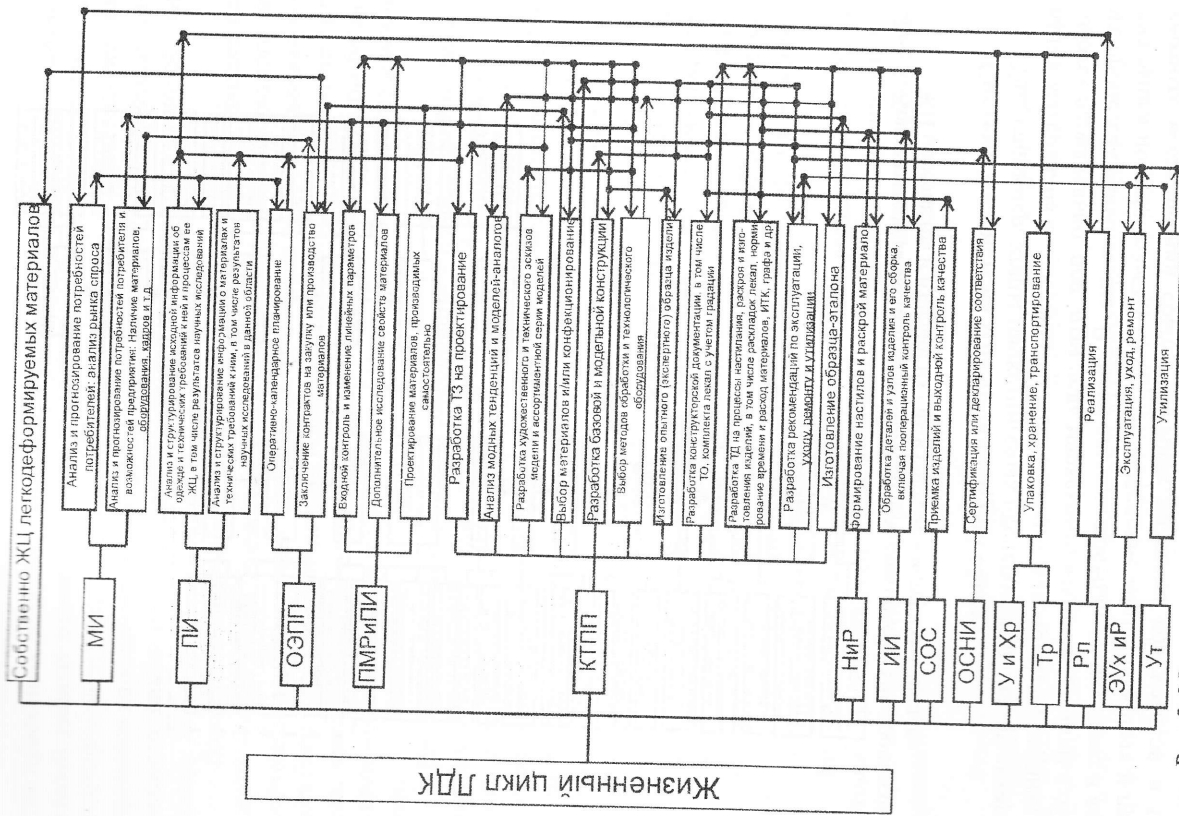 Собственно ЖЦ легкодеформируемых материалов
МИ
Анализ и прогнозирование потребностей
потребителей: анализ рынка спроса
Анализ и прогнозирование потребностей потребителя и
возможностей предприятия: Наличие материалов,
оборудования, кадров и т.д
ПИ
Анализ и структурирование исходной информации об
одежде и технических требований к ней и процессам ее
ЖЦ, в том числе результатов научных исследований
Анализ и структурирование информации о материалах и
технических требований к ним, в том числе результатов
научных исследований в данной области
ОЭПП
Оперативно-календарное планирование
Заключение контрактов на закупку или производство
материалов
ПМРиПИ
Входной контроль и изменение линейных параметров
Дополнительное исследование свойств материалов
Проектирование материалов, производимых
самостоятельно
КТПП
Разработка ТЗ на проектирование
Анализ модных тенденций и моделей-аналогов
Разработка художественного и технического эскизов
модели и ассортиментной серии моделей
Выбор материалов и/или конфекционирование
Разработка базовой и модельной конструкции
Выбор методов обработки и технологического
оборудования
Изготовление опытного (экспертного) образца изделия
Разработка конструкторской документации, в том числе
ТО, комплекта лекал с учетом градации
Разработка ТД на процессы настилания, раскроя и изго-
товления изделий, в том числе раскладок лекал, норми
рование времени и расход материалов, ИТК, графа и др
Разработка рекомендаций по эксплуатации,
уходу, ремонту и утилизации
Изготовление образца-эталона
НиР
Формирование настилов и раскрой материалов
ИИ
Обработка деталей и узлов изделия и его сборка,
включая пооперационный контроль качества
СОС
Приемка изделий и выходной контроль качества
ОСНИ
Сертификация или декларирование соответствия
У и Хр
Тр
Упаковка, хранение, транспортирование
Рл
Реализация
ЭУх иР
Эксплуатация, уход, ремонт
Ут
Утилизация
Жизненный цикл ЛДК